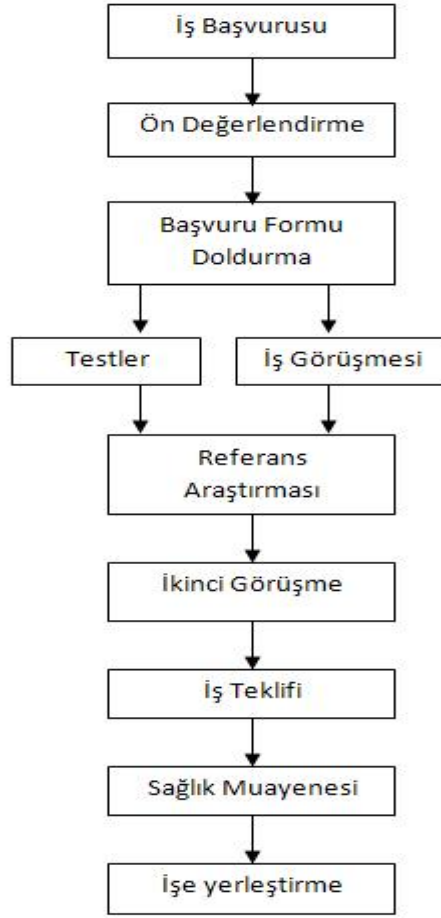 İş Başvurusu
Ön Değerlendirme
Başvuru Formu
Doldurma
Testler
İş Görüşmesi
Referans
Araştırması
İkinci Görüşme
İş Teklifi
Sağlık Muayenesi
İşe yerleştirme